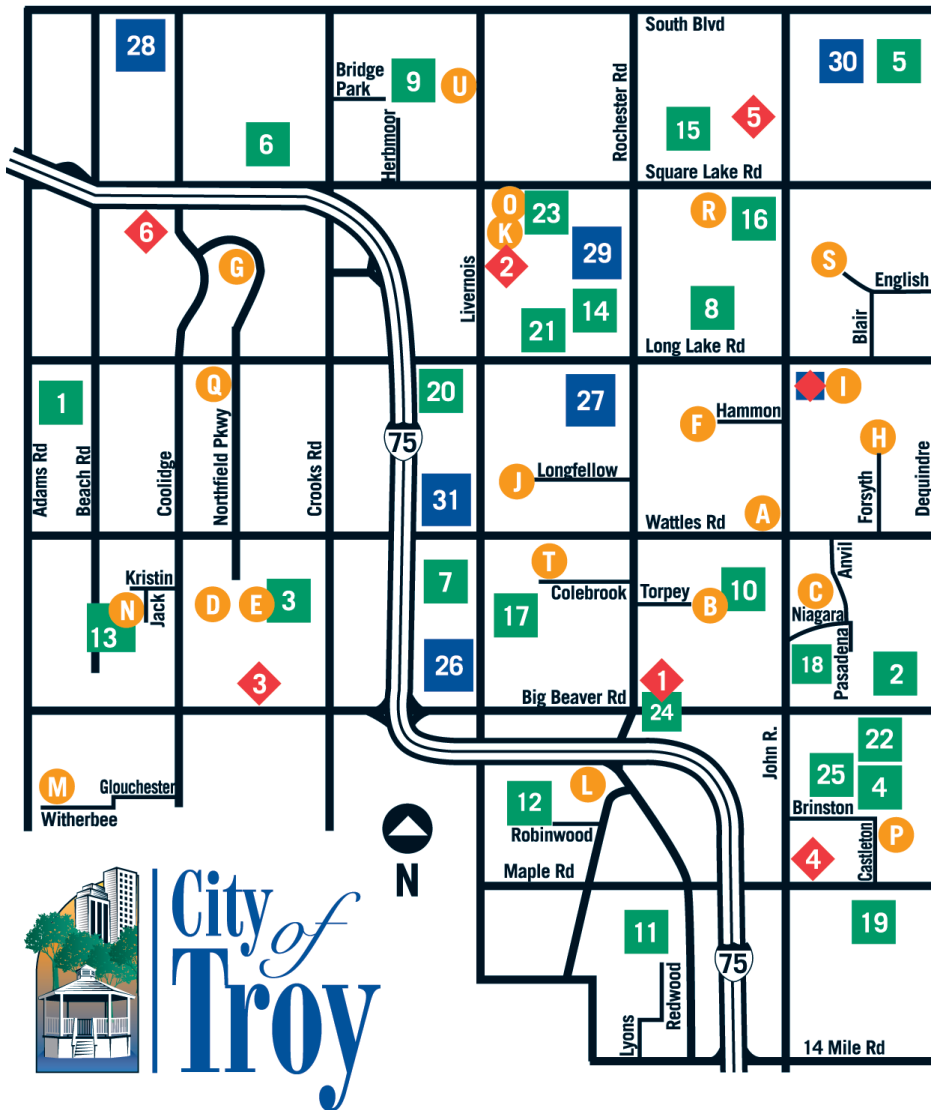 South Blvd
28
30
5
Bridge
Park
9
U
Rochester Rd
15
5
6
Herbmoor
Square Lake Rd
O
23
R
16
6
K
G
Livernois
2
29
S
English
8
14
21
Blair
Long Lake Rd
1
Q
20
27
I
Hammon
F
75
H
Adams Rd
Beach Rd
Coolidge
Northfield Pkwy
Crooks Rd
J
Longfellow
31
Forsyth
Dequindre
A
Wattles Rd
Anvil
Kristin
T
7
Colebrook
Torpey
10
C
N
Jack
D
E
3
B
Niagara
17
13
18
Pasadena
2
26
3
1
Big Beaver Rd
24
John R.
22
25
4
M
Glouchester
L
12
Brinston
Witherbee
Robinwood
P
Castleton
N
Maple Rd
4
11
19
75
Redwood
Lyons
14 Mile Rd
City
of
Troy